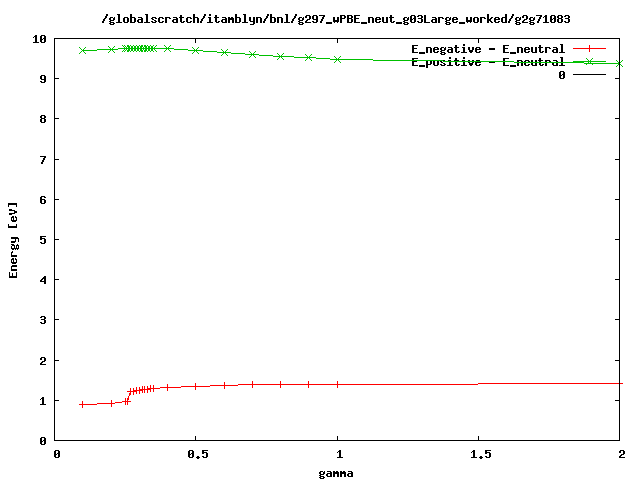 /globalscratch/itamblyn/bnl/g297_wPBE_neut_g03Large_worked/g2g71083
E_negative - E_neutral
E_positive - E_neutral
0
10
9
8
7
6
5
4
3
2
1
0
Energy [eV]
0 0.5 1 1.5 2
gamma